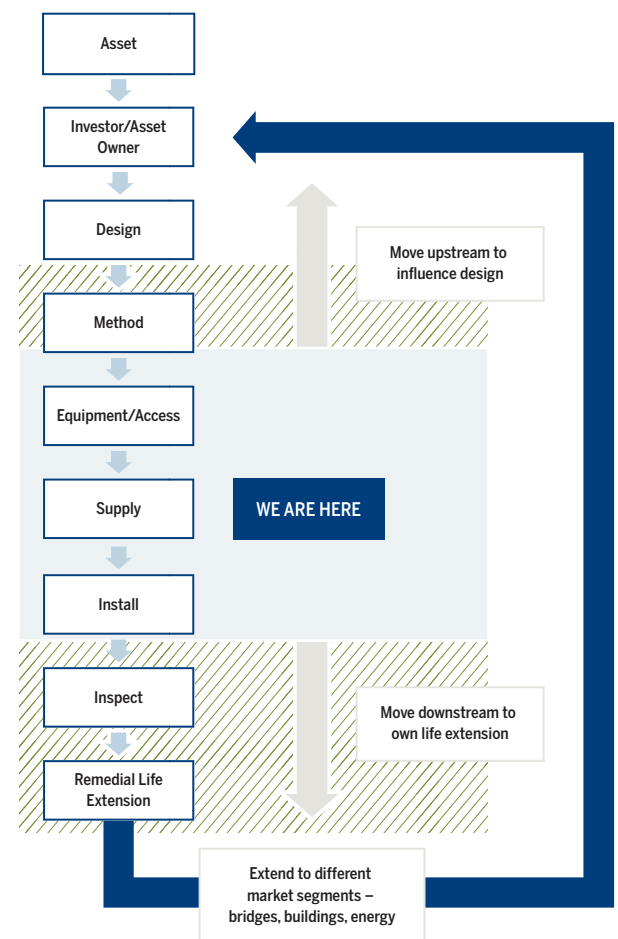 Asset
Investor/Asset
Owner
Design
Move upstream to
influence design
Method
Equipment/Access
Supply
WE ARE HERE
Install
Inspect
Move downstream to
own life extension
Remedial Life
Extension
Extend to different
market segments –
bridges, buildings, energy